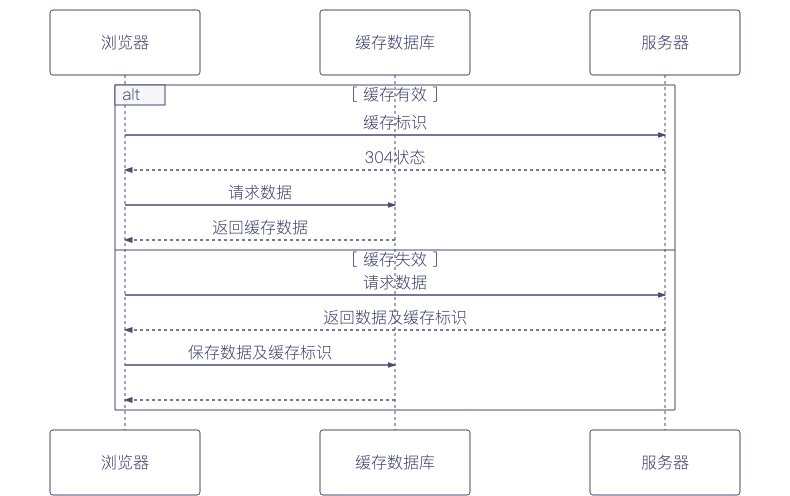 浏览器 缓存数据库 服务器
alt [ 缓存有效 ]
缓存标识
304状态
请求数据
返回缓存数据
[ 缓存失效 ]
请求数据
返回数据及缓存标识
保存数据及缓存标识
浏览器 缓存数据库 服务器